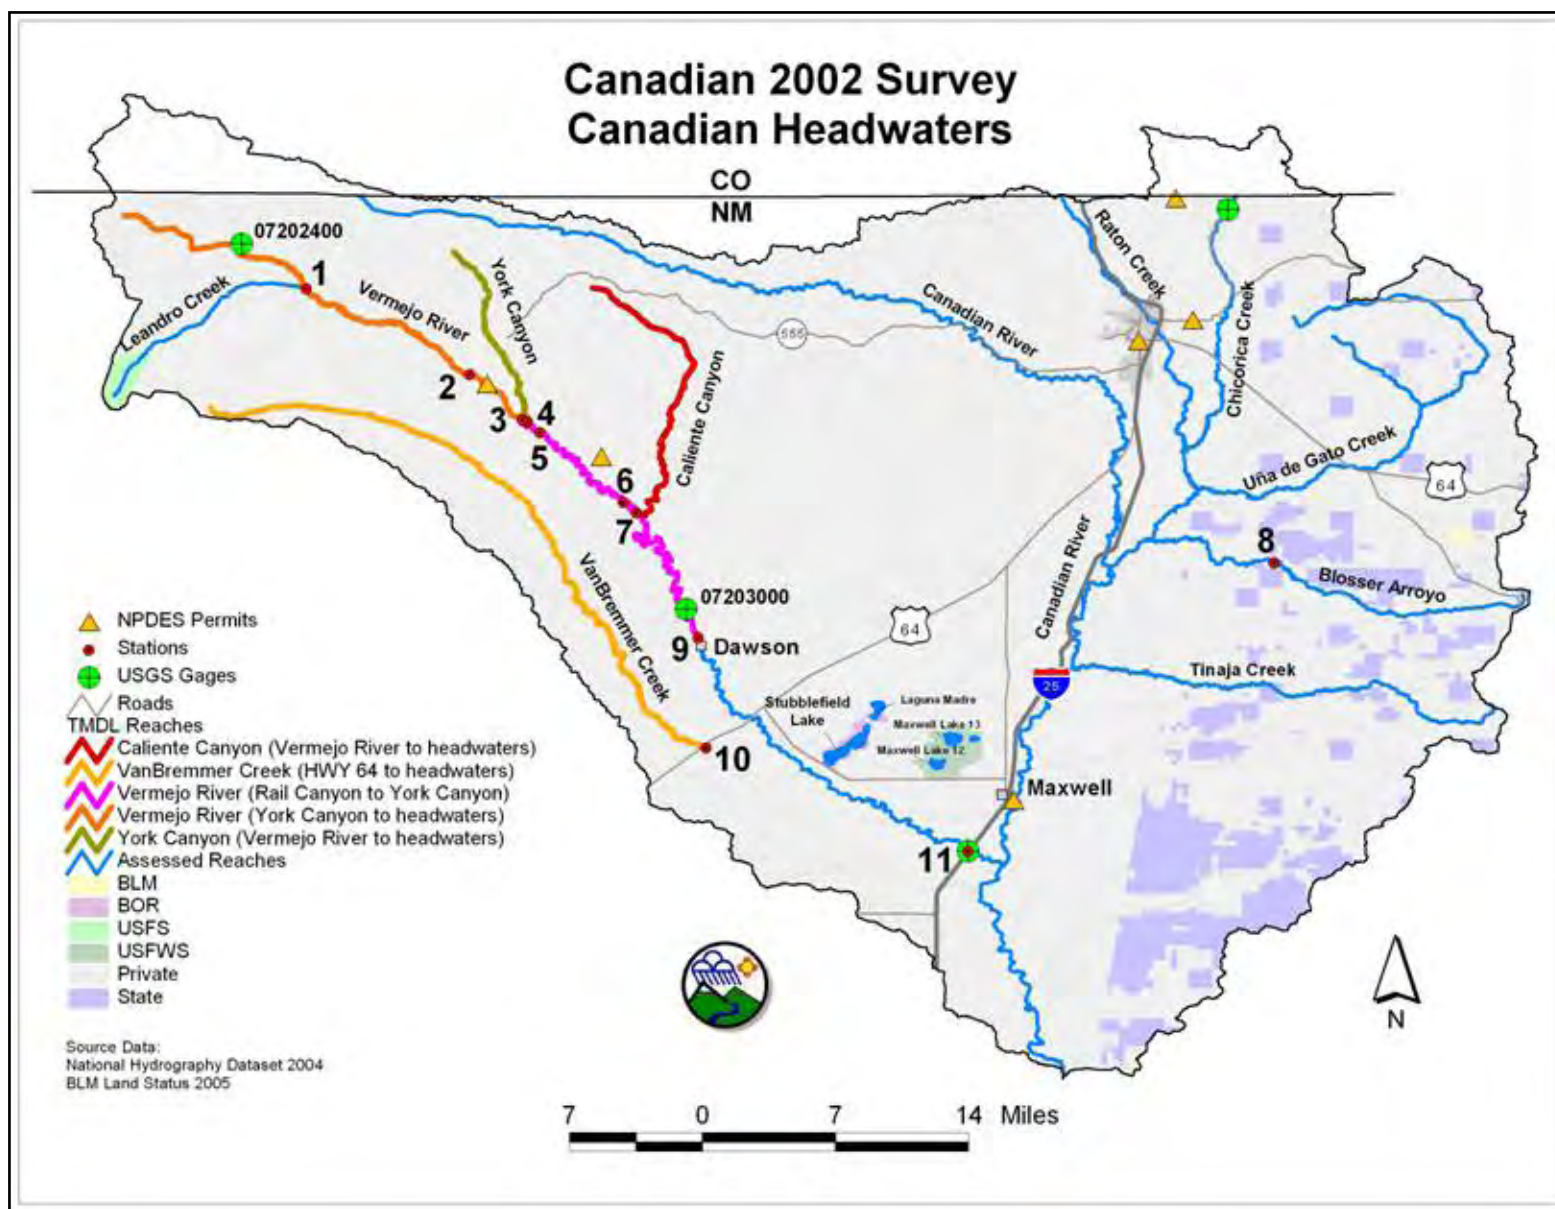 Canadian 2002 Survey
Canadian Headwaters
CO
NM
07202400
1
Leandro Creek
Vermejo River
York Canyon
555
Canadian River
Raton Creek
Chicorica Creek
2
3
4
5
Caliente Canyon
6
7
Uña de Gato Creek
64
8
Blosser Arroyo
VanBremmer Creek
07203000
64
Canadian River
9
Dawson
Tinaja Creek
25
Stubblefield
Lake
Laguna Madre
Maxwell Lake 13
Maxwell Lake 12
10
Maxwell
11
NPDES Permits
Stations
USGS Gages
Roads
TMDL Reaches
Caliente Canyon (Vermejo River to headwaters)
VanBremmer Creek (HWY 64 to headwaters)
Vermejo River (Rail Canyon to York Canyon)
Vermejo River (York Canyon to headwaters)
York Canyon (Vermejo River to headwaters)
Assessed Reaches
BLM
BOR
USFS
USFWS
Private
State
N
Source Data:
National Hydrography Dataset 2004
BLM Land Status 2005
7 0 7 14 Miles